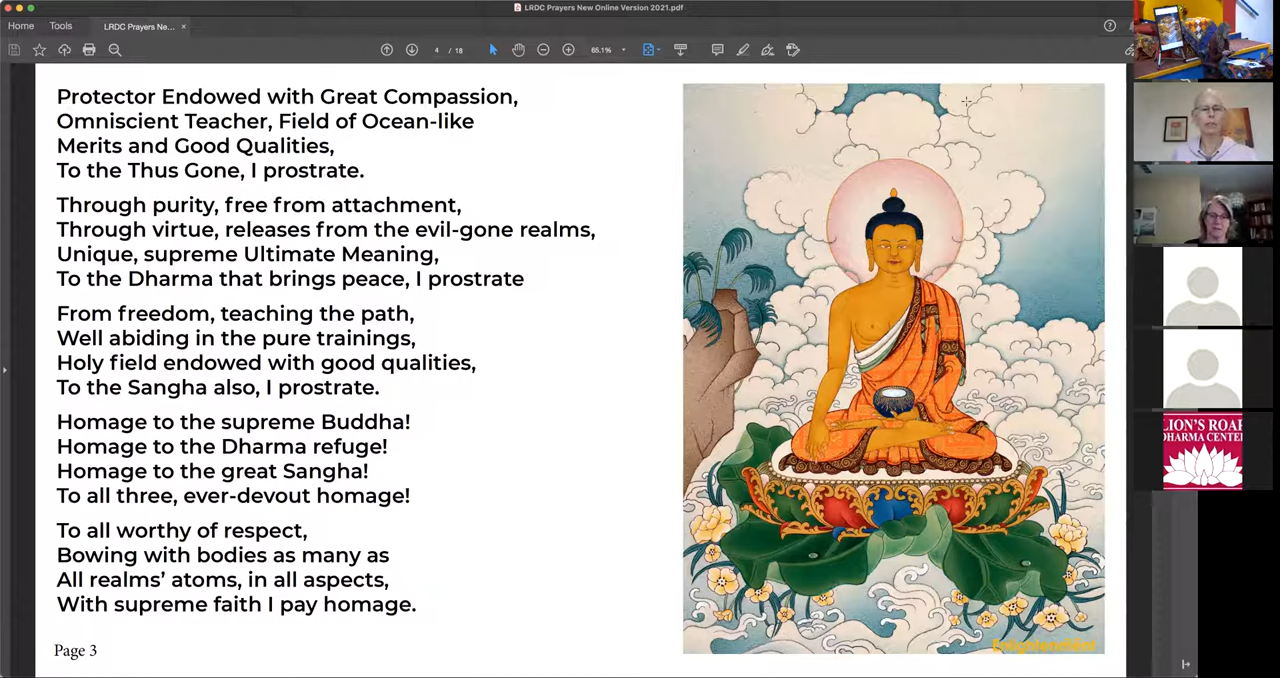 LRDC Prayers New Online Version 2021.pdf
Home
Tools
LRDC Prayers Ne...
4 / 18
65.1%
Protector Endowed with Great Compassion,
Omniscient Teacher, Field of Ocean-like
Merits and Good Qualities,
To the Thus Gone, I prostrate.
Through purity, free from attachment,
Through virtue, releases from the evil-gone realms,
Unique, supreme Ultimate Meaning,
To the Dharma that brings peace, I prostrate
From freedom, teaching the path,
Well abiding in the pure trainings,
Holy field endowed with good qualities,
To the Sangha also, I prostrate.
Homage to the supreme Buddha!
Homage to the Dharma refuge!
Homage to the great Sangha!
To all three, ever-devout homage!
To all worthy of respect,
Bowing with bodies as many as
All realms’ atoms, in all aspects,
With supreme faith I pay homage.
Page 3
Enlightenment
LION'S ROAR
DHARMA CENTER